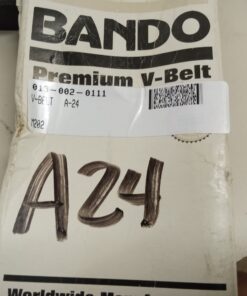 BANDO
Premium V-Belt
013-002-0111
V-BELT A-24
A24